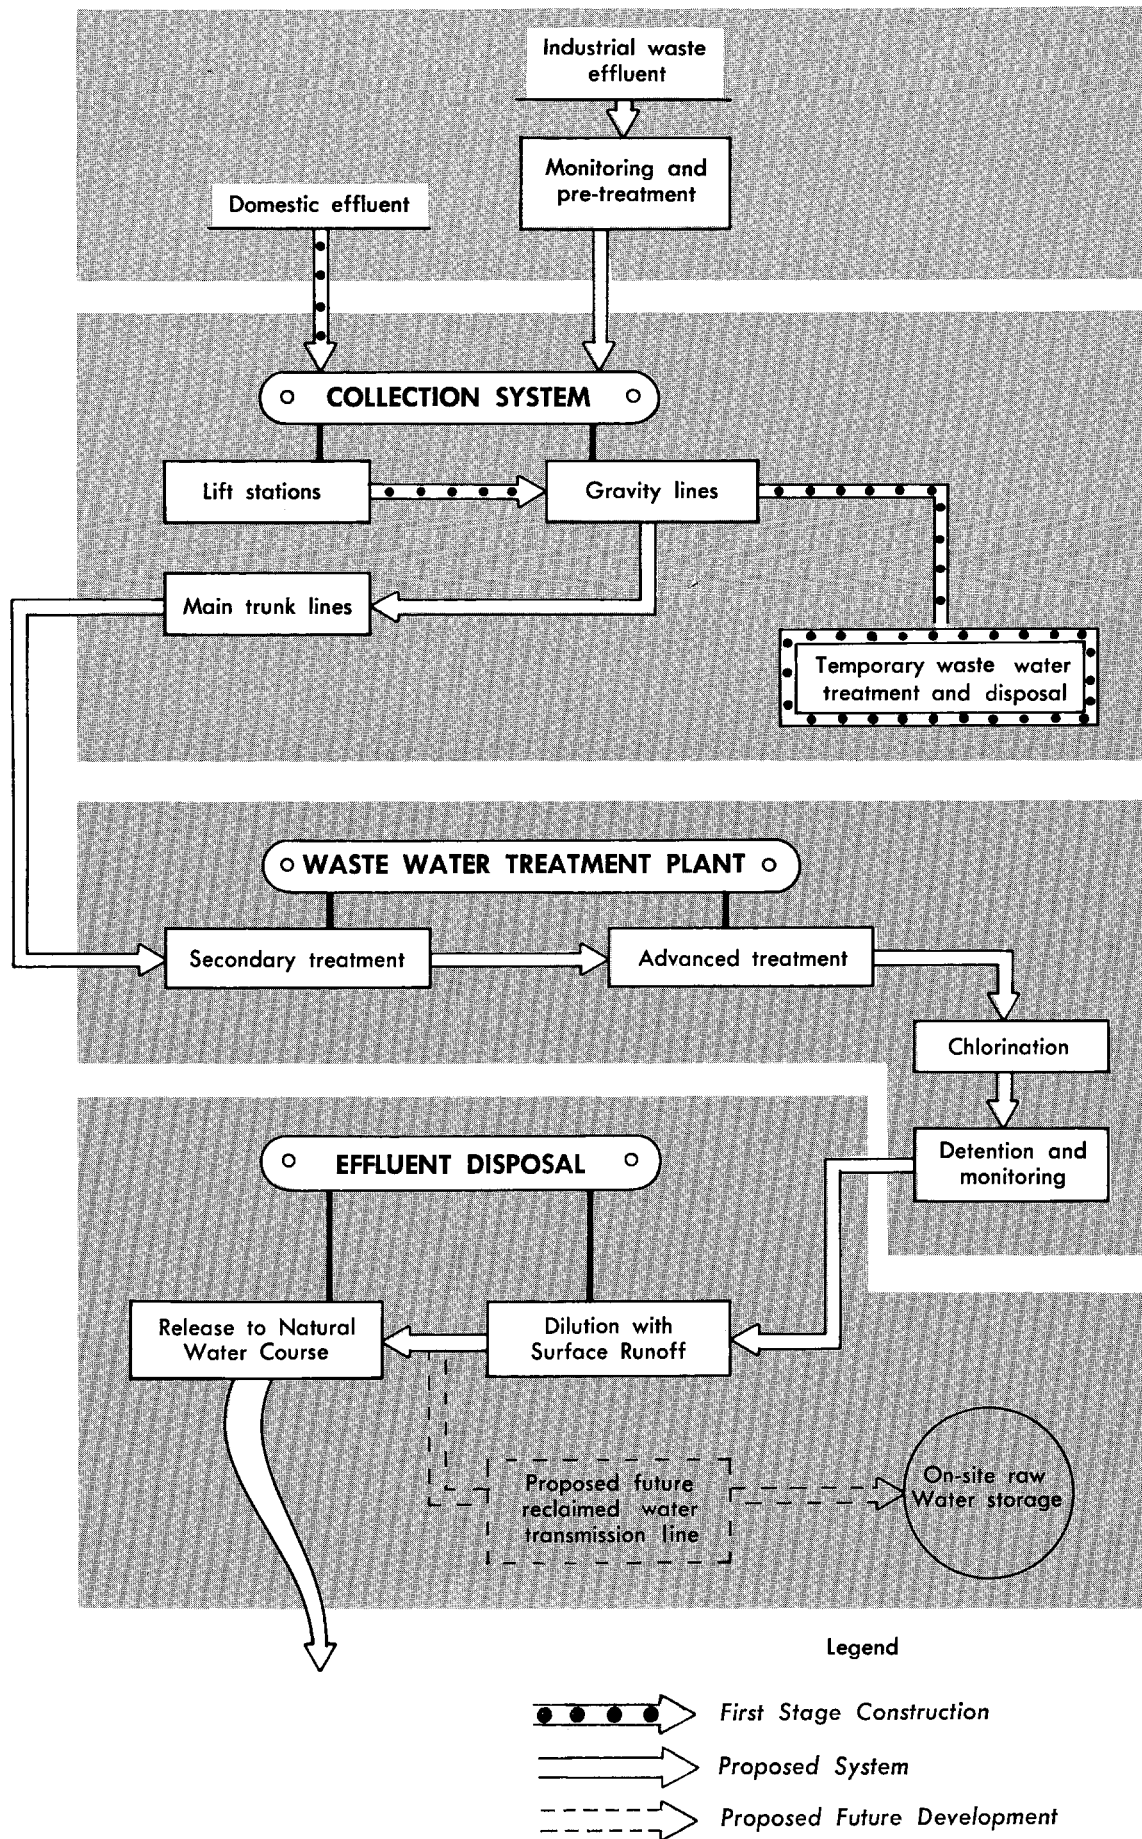 Industrial waste
effluent
Monitoring and
pre-treatment
Domestic effluent
COLLECTION SYSTEM
Lift stations
Gravity lines
Main trunk lines
Temporary waste water
treatment and disposal
WASTE WATER TREATMENT PLANT
Secondary treatment
Advanced treatment
Chlorination
Detention and
monitoring
EFFLUENT DISPOSAL
Release to Natural
Water Course
Dilution with
Surface Runoff
Proposed future
reclaimed water
transmission line
On-site raw
Water storage
Legend
First Stage Construction
Proposed System
Proposed Future Development